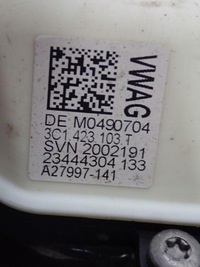 VWAG
DE M0490704
3C1 423 103 T
SVN 2002191
23444304 133
A27997-141